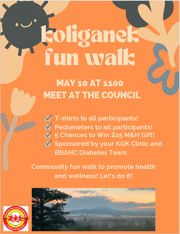 koliganek
fun walk
MAY 10 AT 1100
MEET AT THE COUNCIL
T-shirts to all participants!
Pedometers to all participants!
5 Chances to Win $25 M&H Gift!
Sponsored by your KGK Clinic and
BBAHC Diabetes Team
Community fun walk to promote health
and wellness! Let's do it!